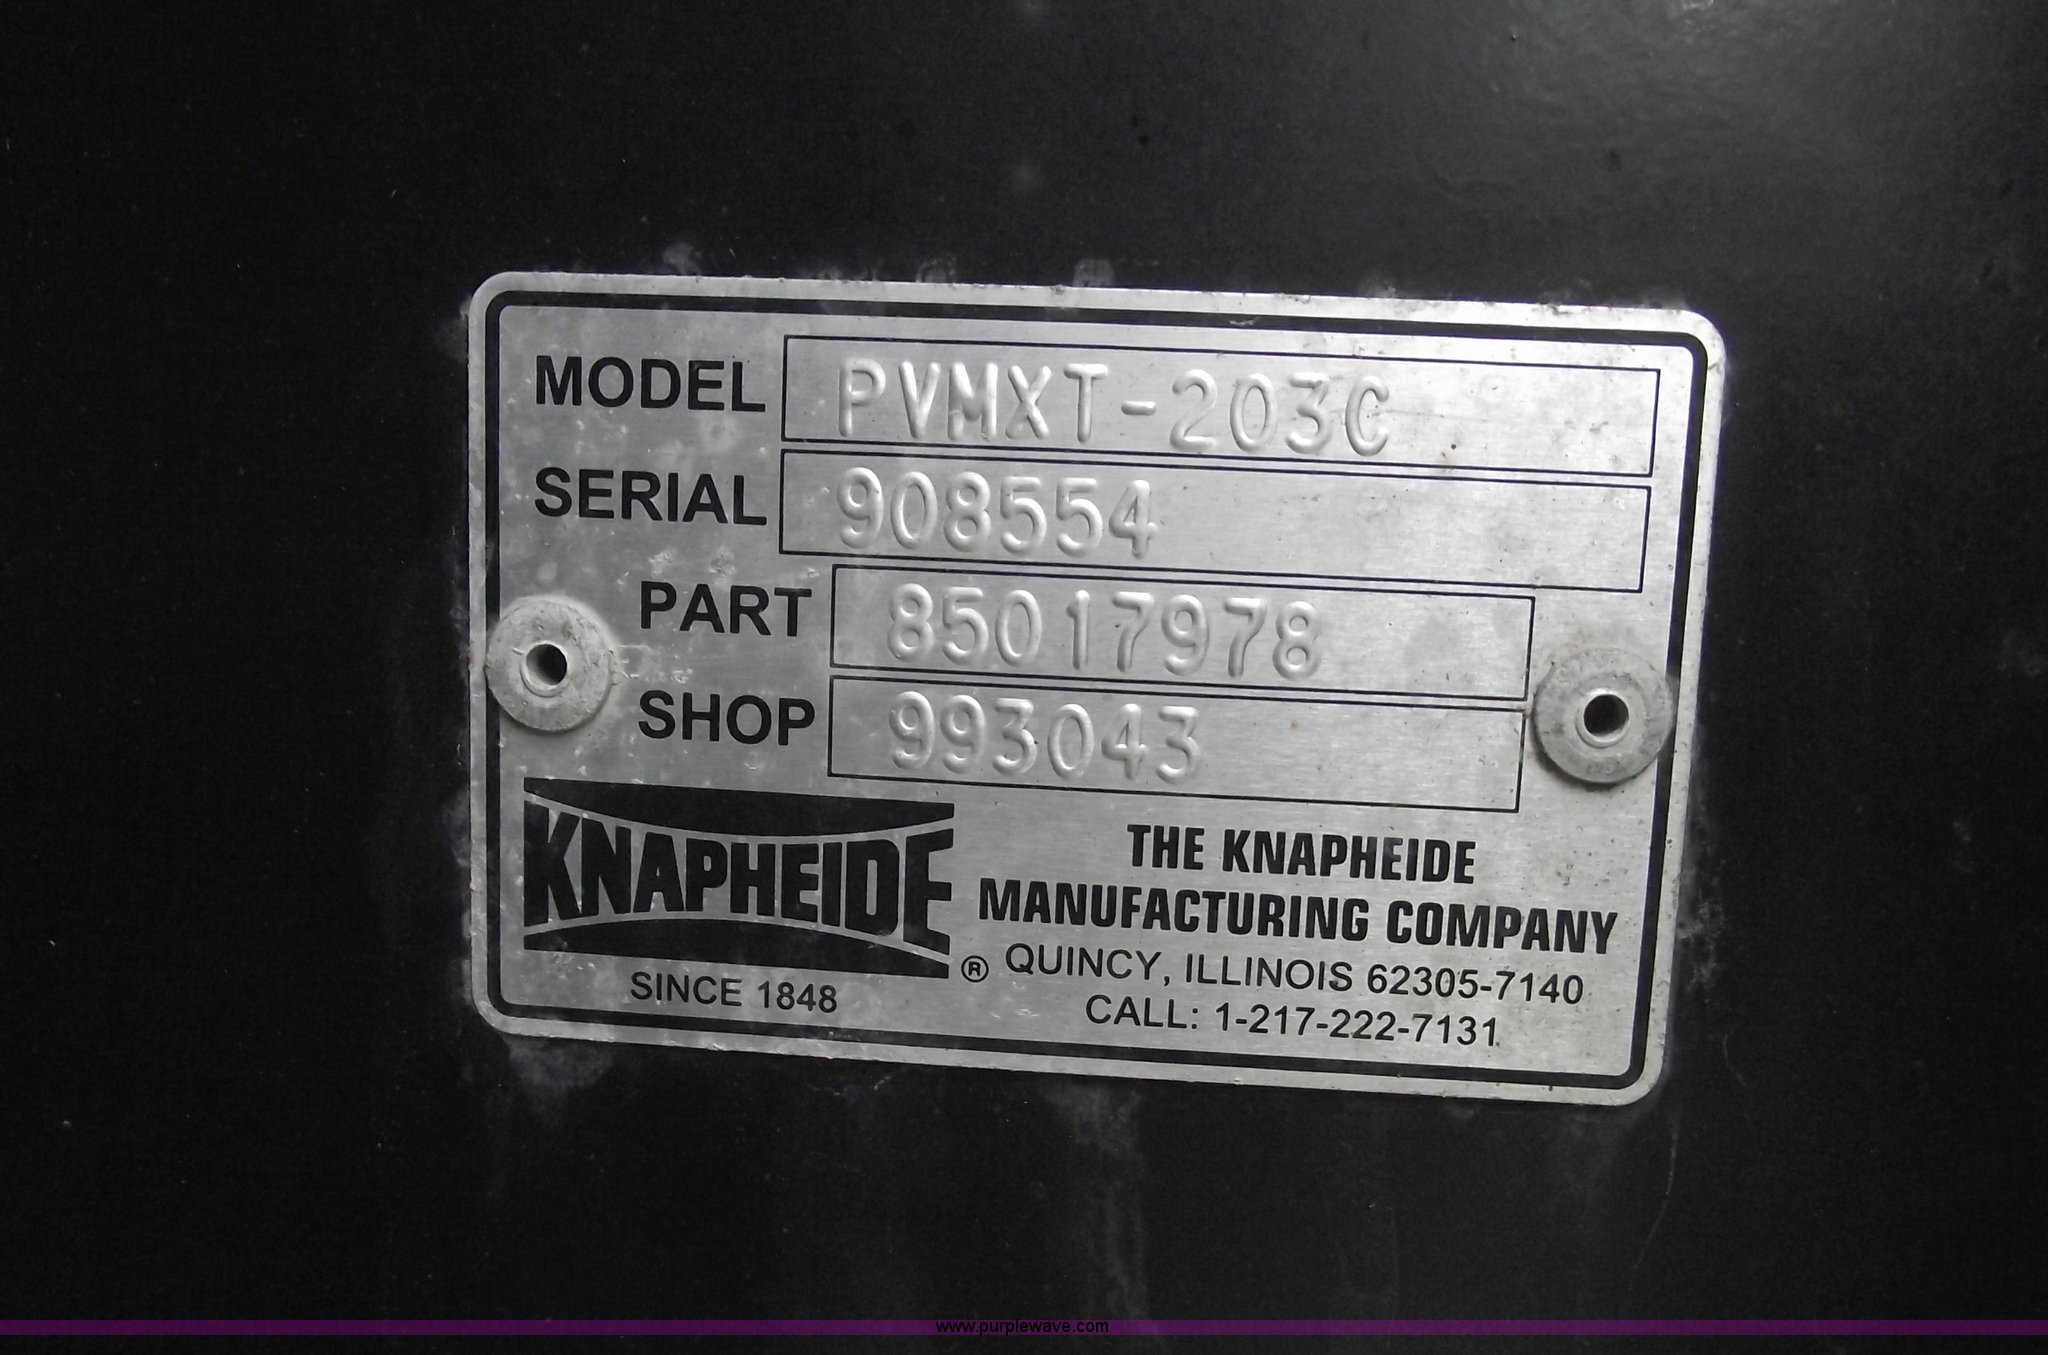 MODEL PVMXT-203C
SERIAL 908554
PART 85017978
SHOP 993043
KNAPHEIDE ®
SINCE 1848
THE KNAPHEIDE
MANUFACTURING COMPANY
QUINCY, ILLINOIS 62305-7140
CALL: 1-217-222-7131
www.purplewave.com